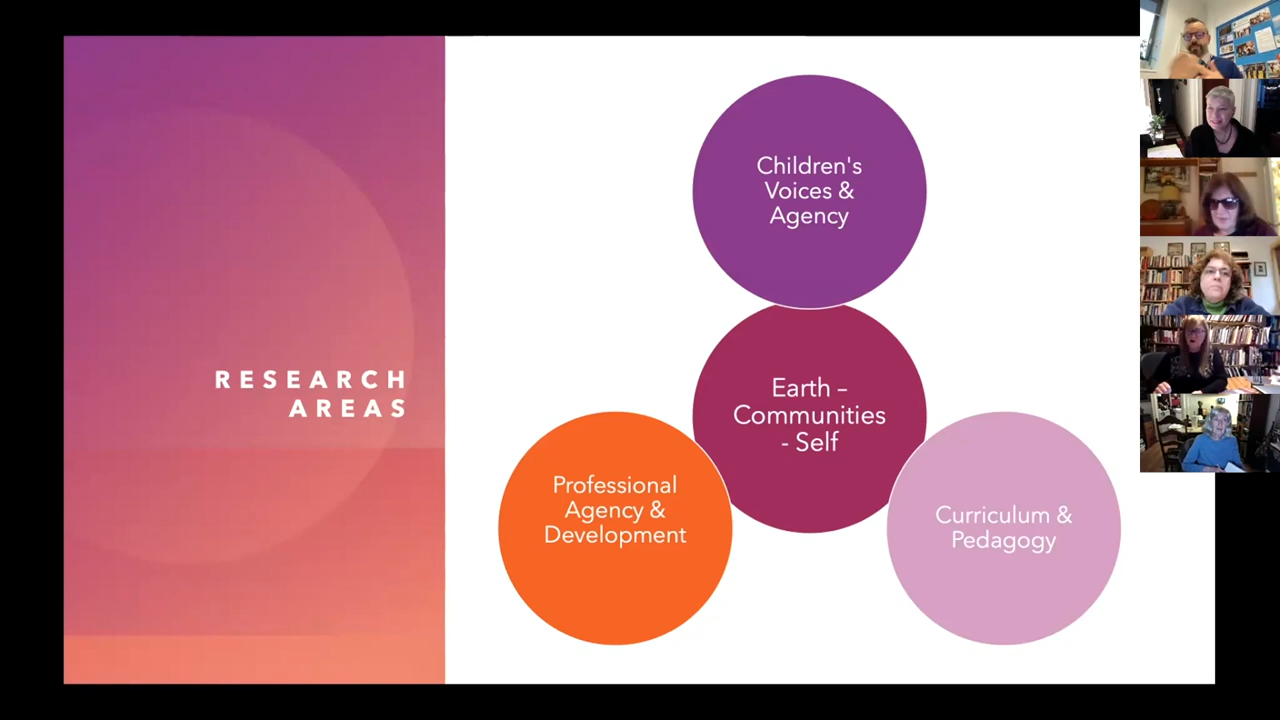 RESEARCH
AREAS
Children's
Voices &
Agency
Earth –
Communities
- Self
Professional
Agency &
Development
Curriculum &
Pedagogy